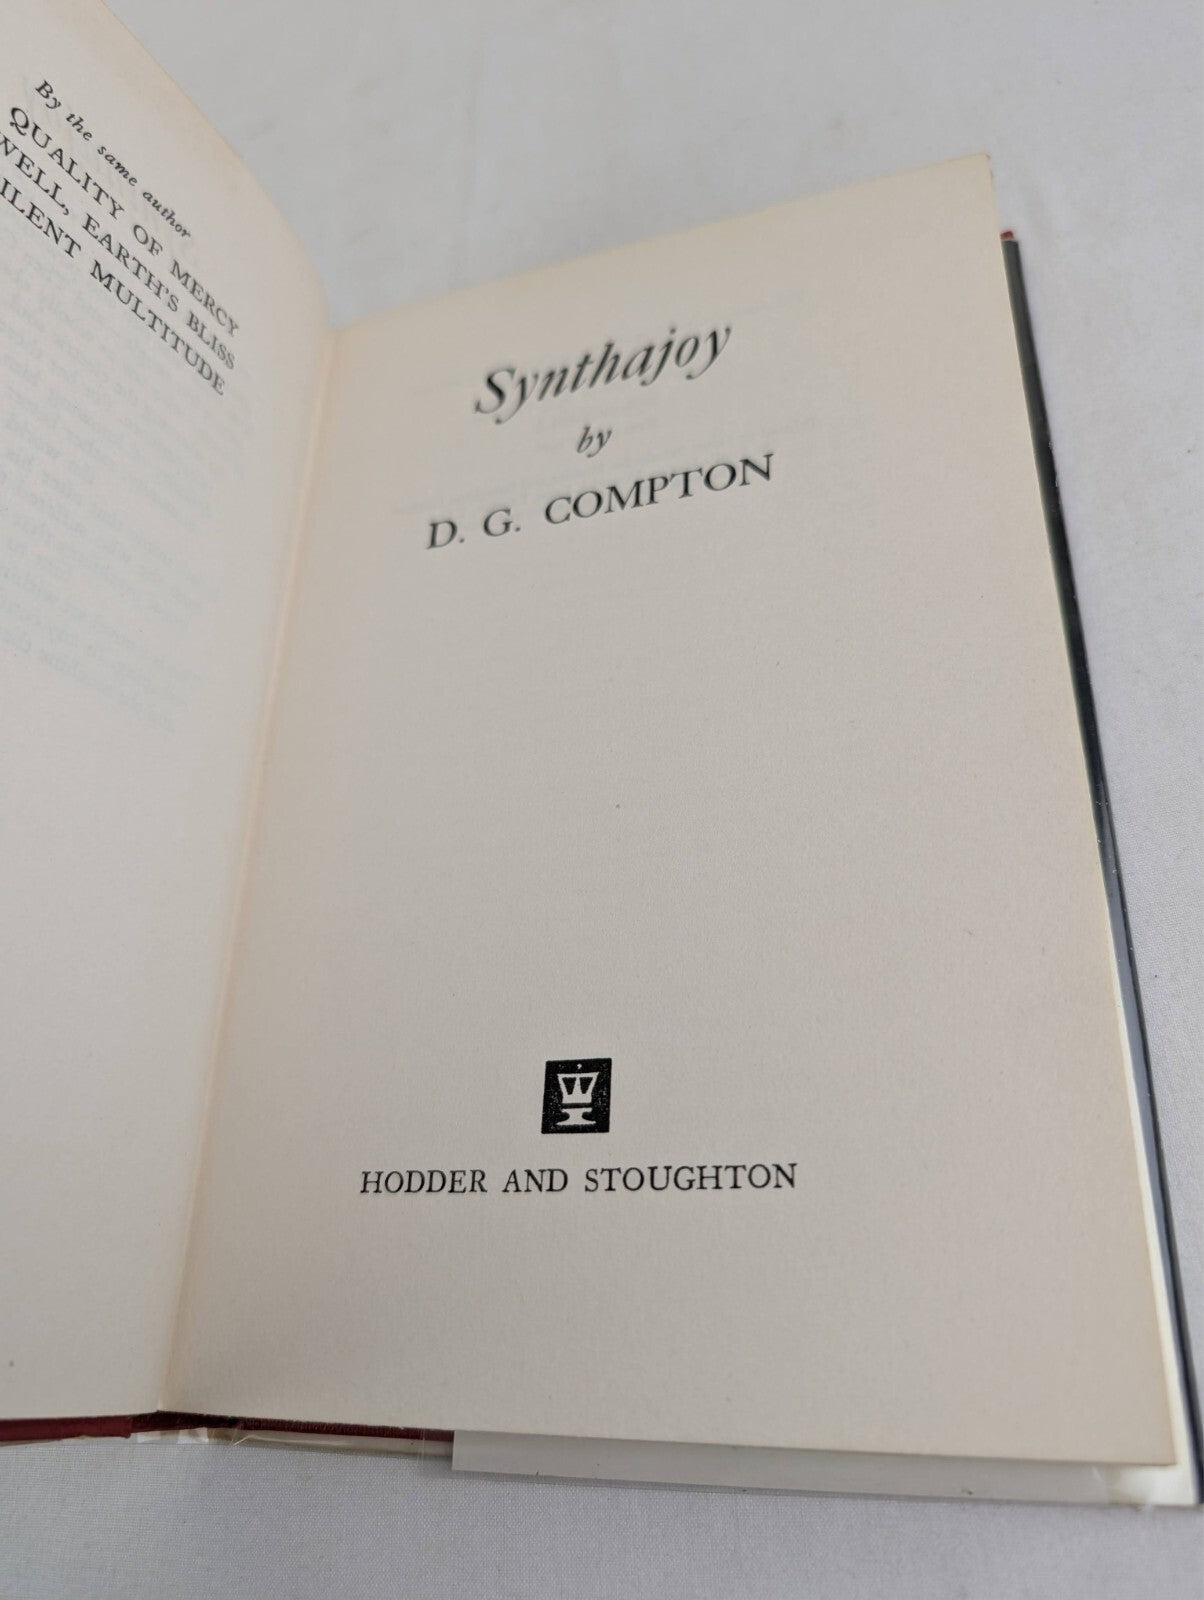 By the same author
QUALITY OF MERCY
WELL, EARTH'S BLISS
ILENT MULTITUDE
Synthajoy
by
D. G. COMPTON
HODDER AND STOUGHTON